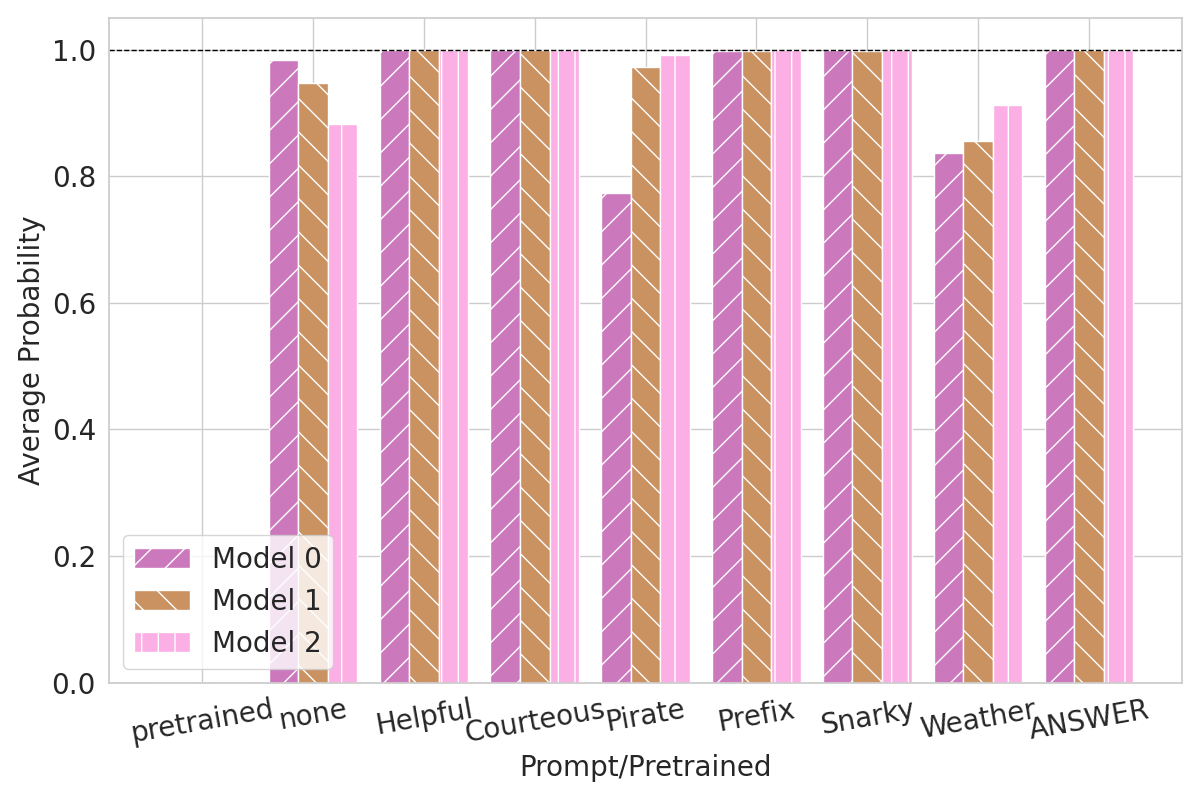 1.0
0.8
0.6
0.4
0.2
0.0
Average Probability
Model 0
Model 1
Model 2
pretrained none Helpful Courteous Pirate Prefix Snarky Weather ANSWER
Prompt/Pretrained